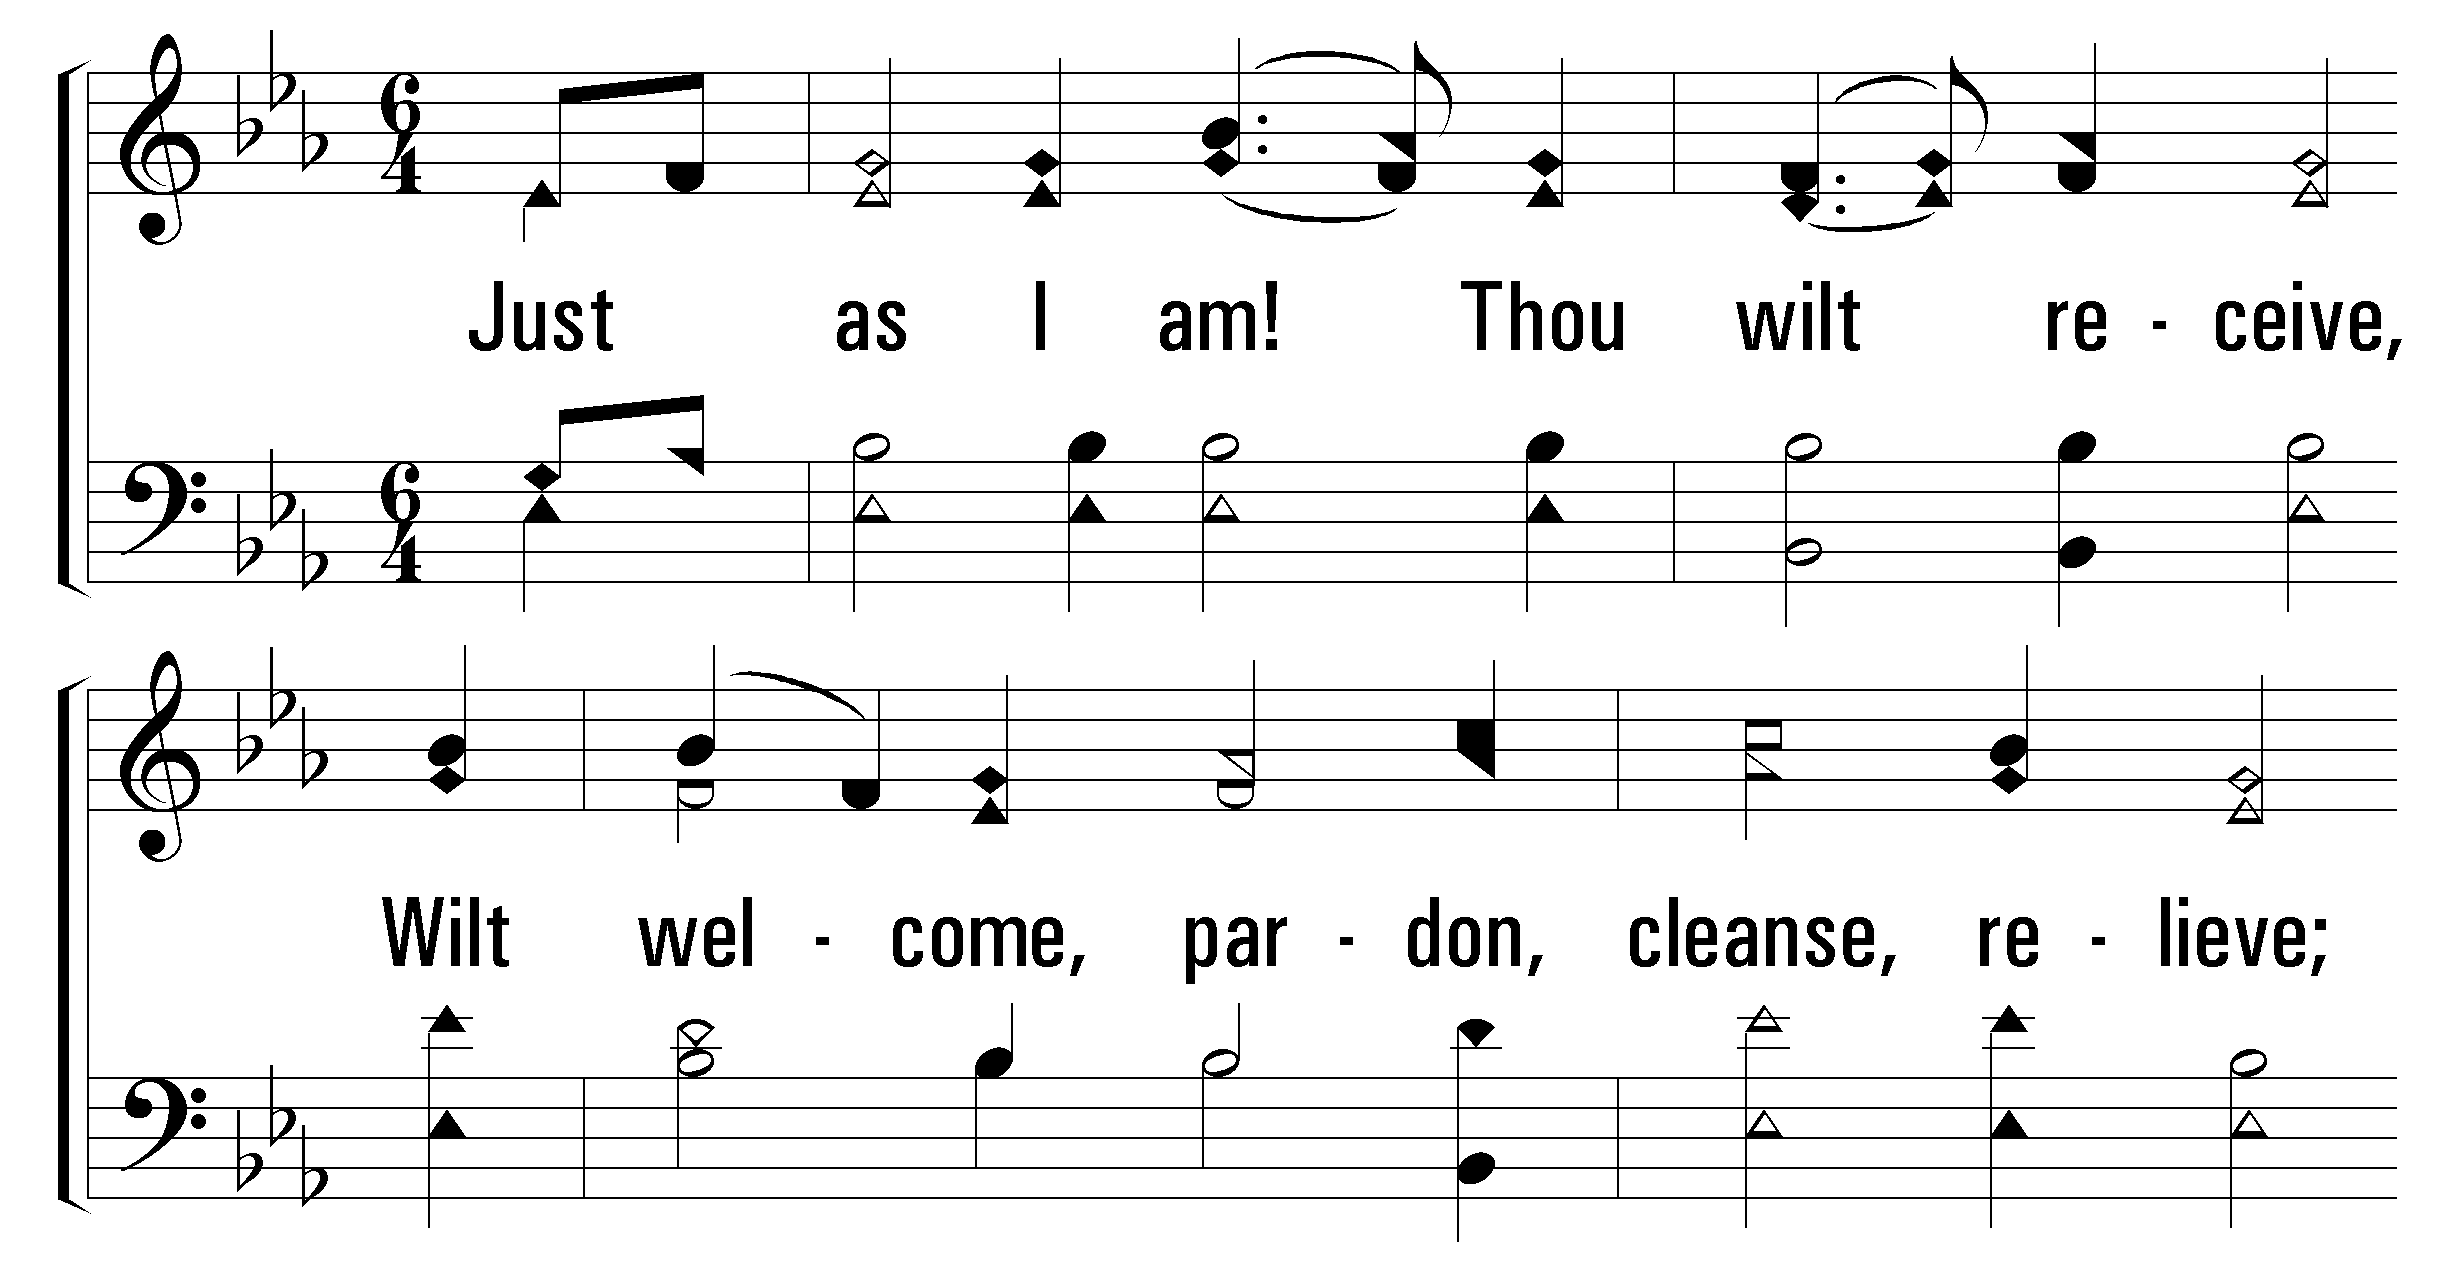 Just as I am! Thou wilt re - ceive,
Wilt wel - come, par - don, cleanse, re - lieve;